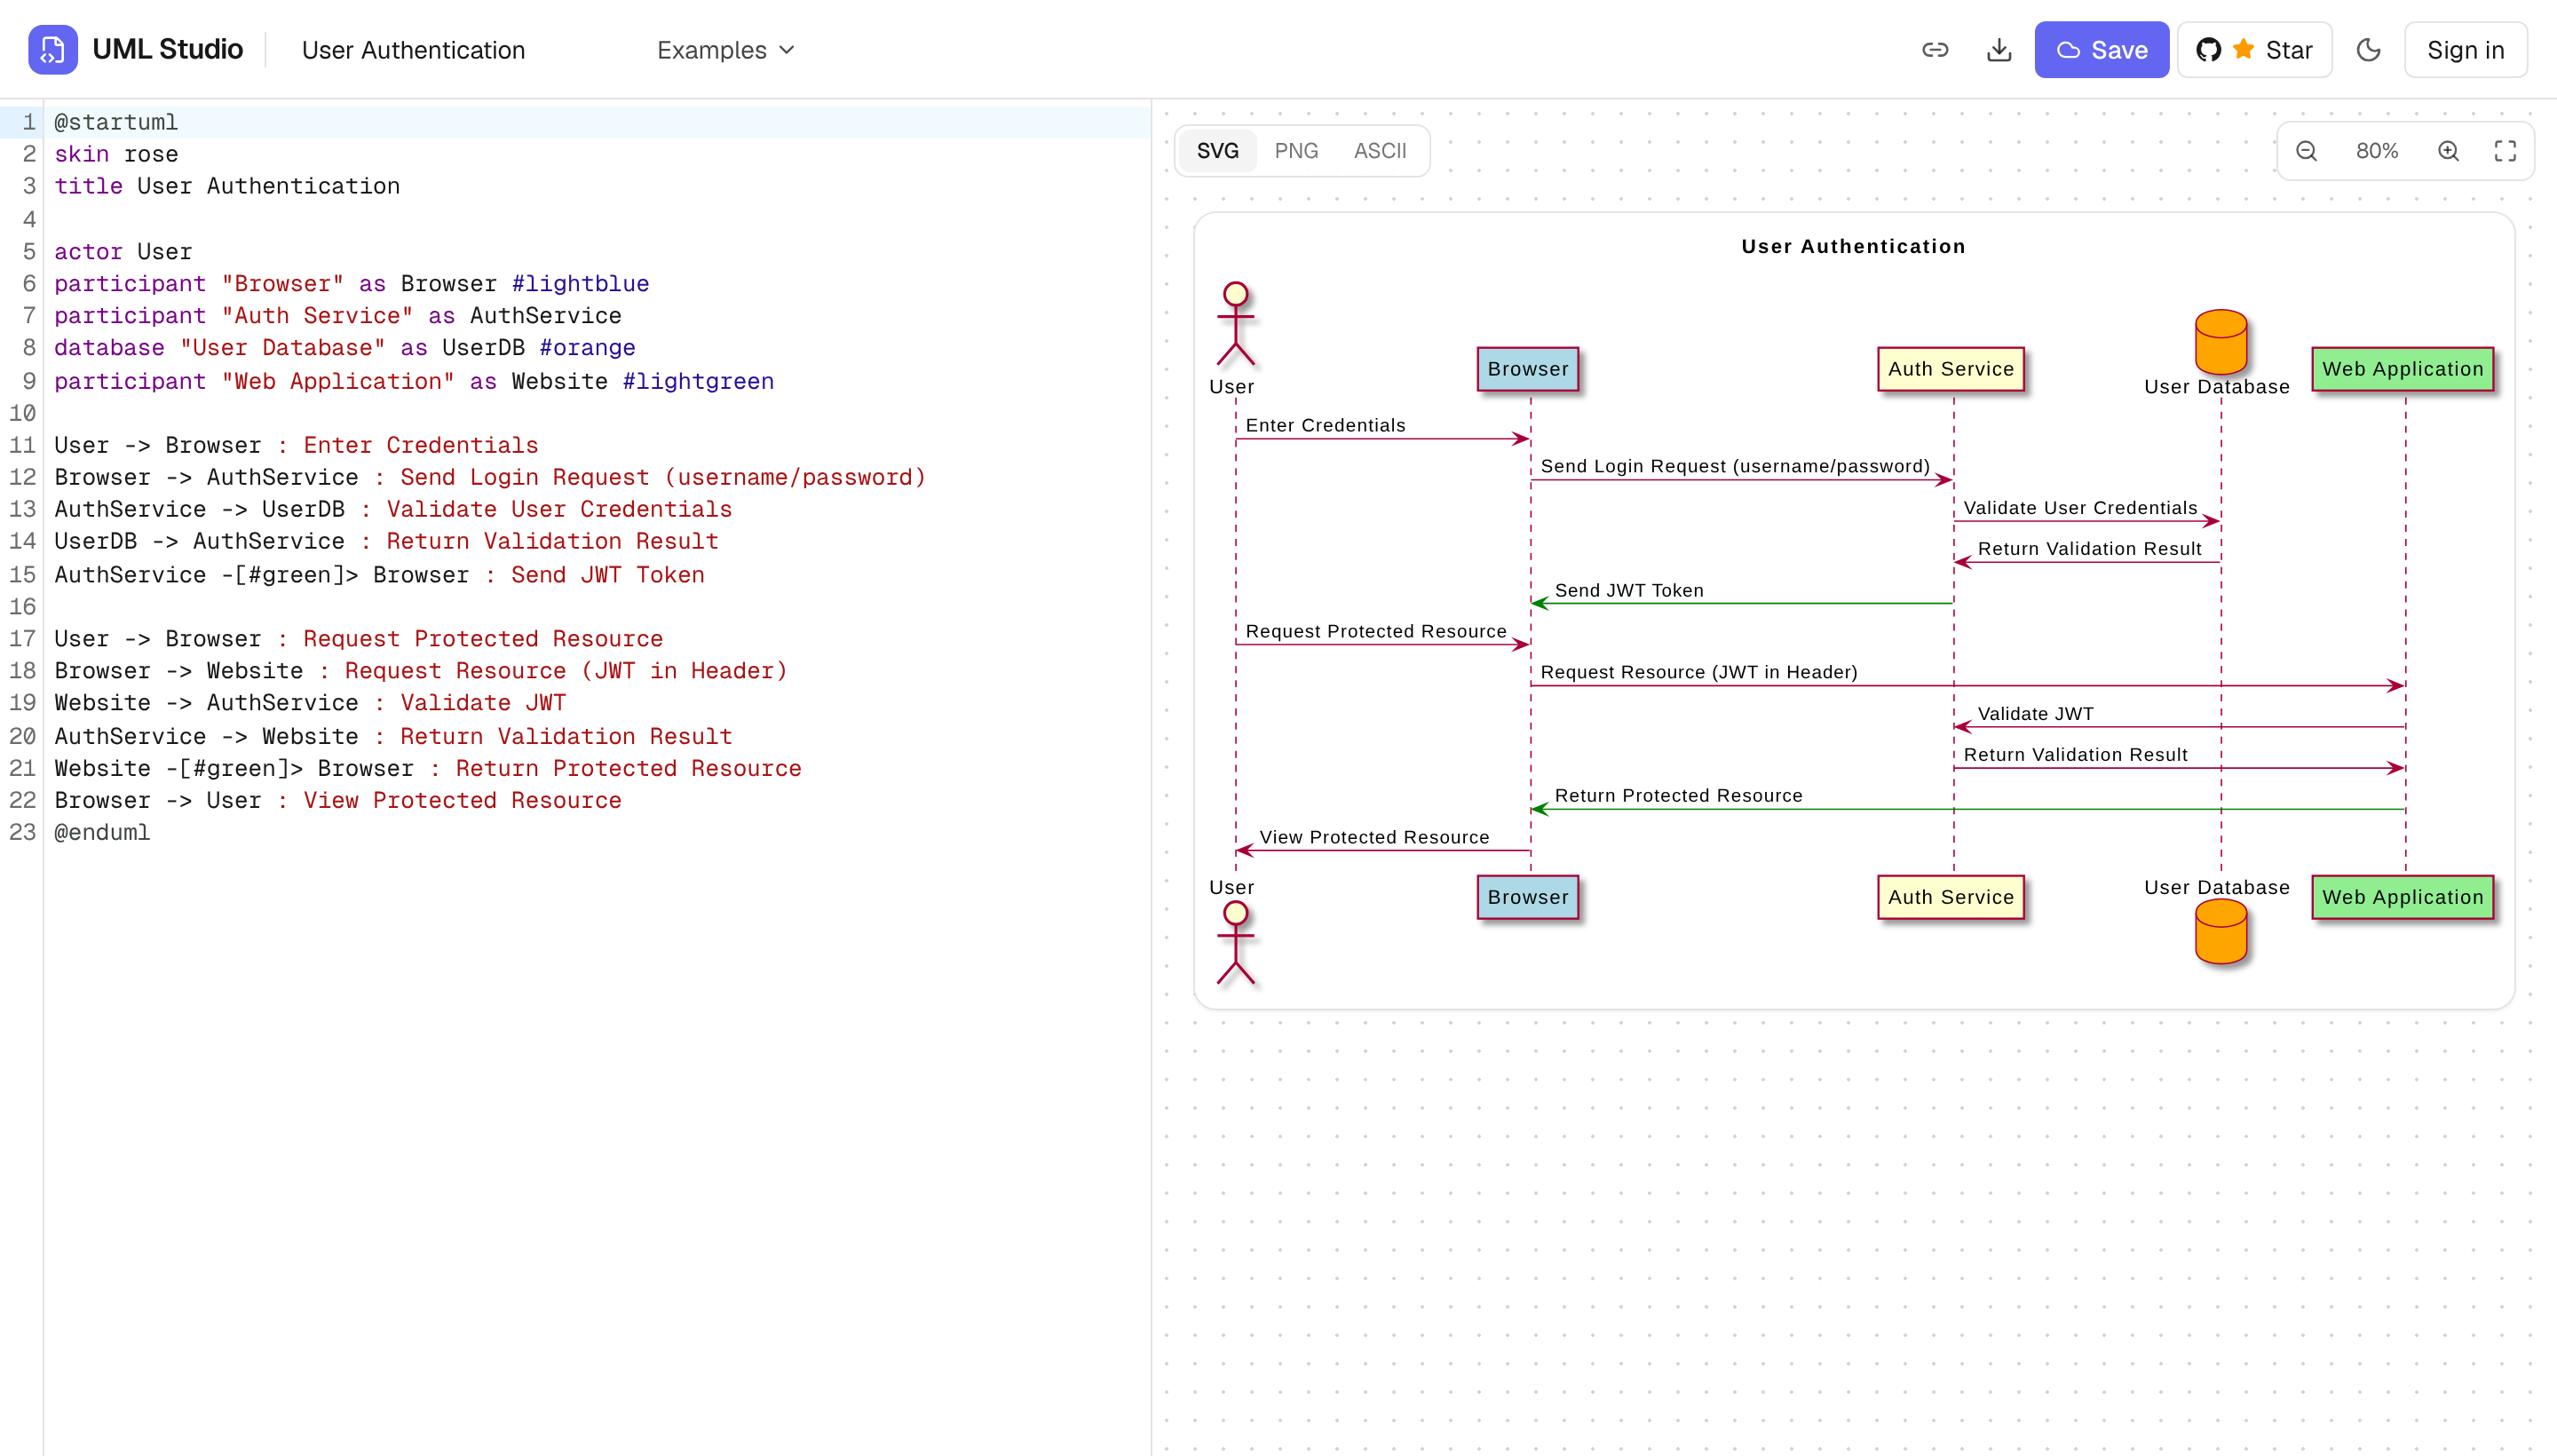 UML Studio
User Authentication
Examples
Save
Star
Sign in
1 @startuml
2 skin rose
3 title User Authentication
4
5 actor User
6 participant "Browser" as Browser #lightblue
7 participant "Auth Service" as AuthService
8 database "User Database" as UserDB #orange
9 participant "Web Application" as Website #lightgreen
10
11 User -> Browser : Enter Credentials
12 Browser -> AuthService : Send Login Request (username/password)
13 AuthService -> UserDB : Validate User Credentials
14 UserDB -> AuthService : Return Validation Result
15 AuthService -[#green]> Browser : Send JWT Token
16
17 User -> Browser : Request Protected Resource
18 Browser -> Website : Request Resource (JWT in Header)
19 Website -> AuthService : Validate JWT
20 AuthService -> Website : Return Validation Result
21 Website -[#green]> Browser : Return Protected Resource
22 Browser -> User : View Protected Resource
23 @enduml
SVG PNG ASCII
80%
User Authentication
User
Browser
Auth Service
User Database
Web Application
Enter Credentials
Send Login Request (username/password)
Validate User Credentials
Return Validation Result
Send JWT Token
Request Protected Resource
Request Resource (JWT in Header)
Validate JWT
Return Validation Result
Return Protected Resource
View Protected Resource
User
Browser
Auth Service
User Database
Web Application